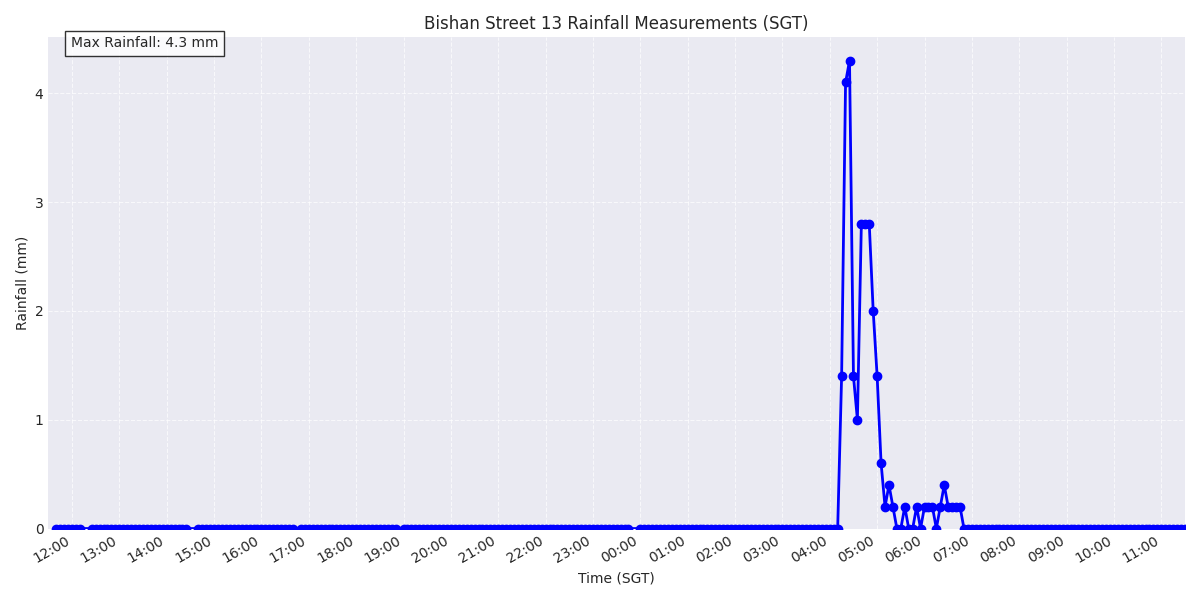 Bishan Street 13 Rainfall Measurements (SGT)
Max Rainfall: 4.3 mm
Rainfall (mm)
4
3
2
1
0
12:00 13:00 14:00 15:00 16:00 17:00 18:00 19:00 20:00 21:00 22:00 23:00 00:00 01:00 02:00 03:00 04:00 05:00 06:00 07:00 08:00 09:00 10:00 11:00
Time (SGT)